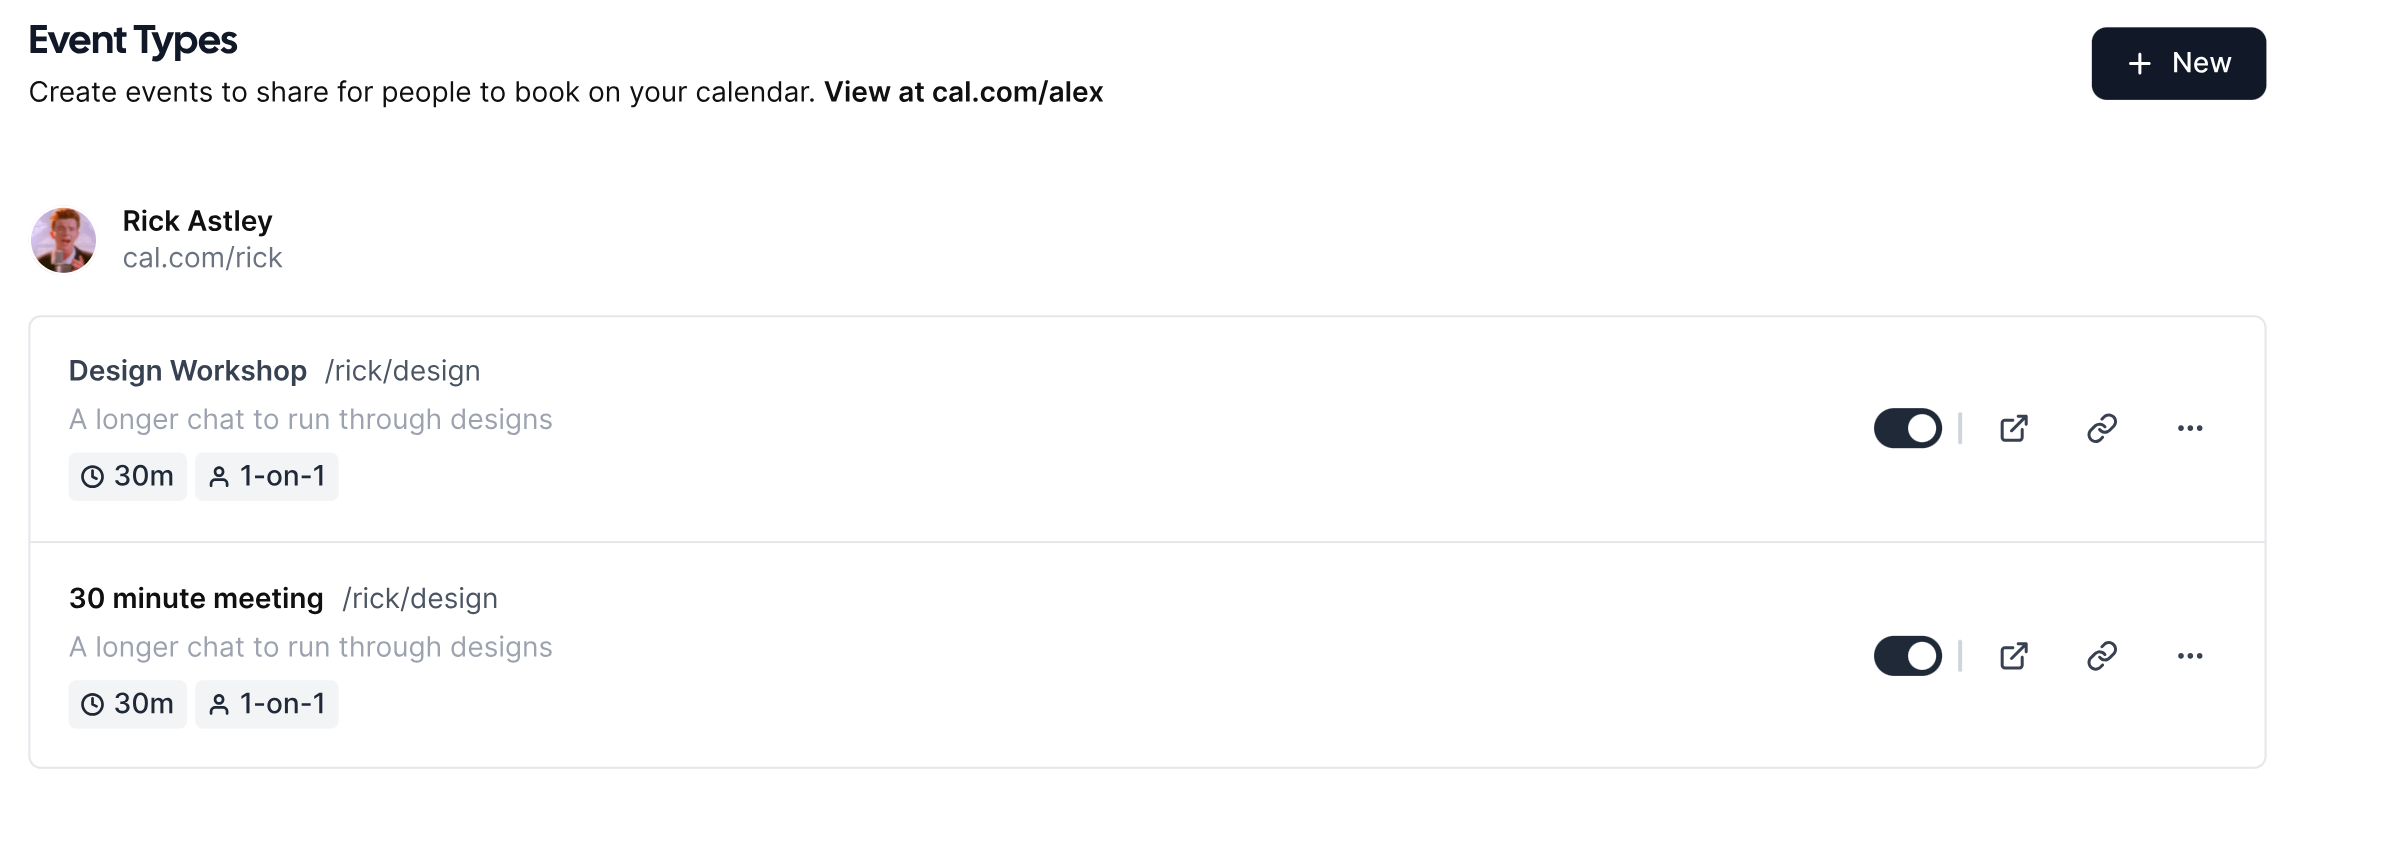 Event Types
Create events to share for people to book on your calendar. View at cal.com/alex
+ New
Rick Astley
cal.com/rick
Design Workshop /rick/design
A longer chat to run through designs
30m 1-on-1
30 minute meeting /rick/design
A longer chat to run through designs
30m 1-on-1